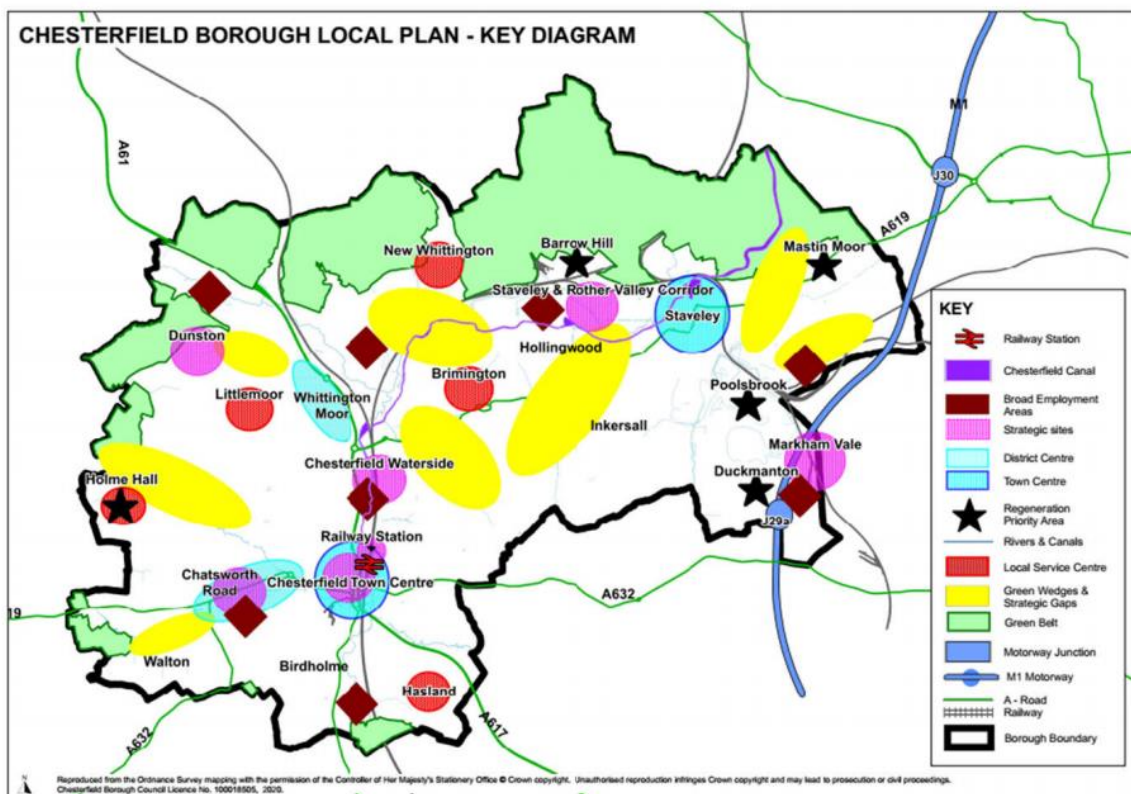 CHESTERFIELD BOROUGH LOCAL PLAN - KEY DIAGRAM
A61
M1
J30
A619
New Whittington
Barrow Hill
Mastin Moor
Staveley & Rother Valley Corridor
Staveley
Dunston
Hollingwood
Brimington
Littlemoor
Whittington
Moor
Poolsbrook
Inkersall
Markham Vale
Chesterfield Waterside
Duckmanton
Holme Hall
J29a
Railway Station
Chatsworth
Road
Chesterfield Town Centre
A632
19
Walton
Birdholme
Hasland
A632
A617
KEY
Railway Station
Chesterfield Canal
Broad Employment
Areas
Strategic sites
District Centre
Town Centre
Regeneration
Priority Area
Rivers & Canals
Local Service Centre
Green Wedges &
Strategic Gaps
Green Belt
Motorway Junction
M1 Motorway
A - Road
Railway
Borough Boundary
Reproduced from the Ordnance Survey mapping with the permission of the Controller of Her Majesty's Stationery Office © Crown copyright. Unauthorised reproduction infringes Crown copyright and may lead to prosecution or civil proceedings.
Chesterfield Borough Council Licence No. 100018505, 2020.